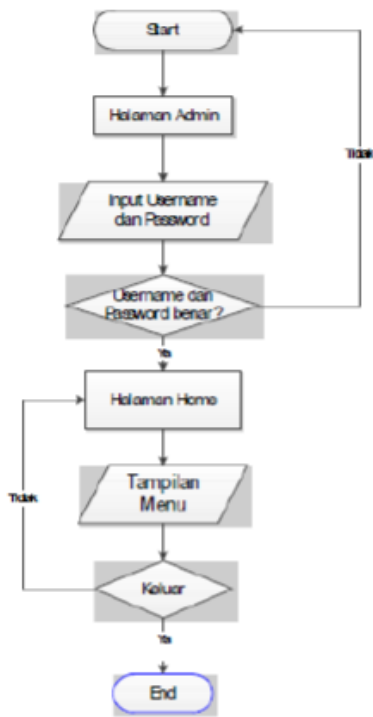 Start
Halaman Admin
Tidak
Input Username
dan Password
Username dan
Password benar?
Ya
Halaman Home
Tampilan
Menu
Tidak
Keluar
Ya
End